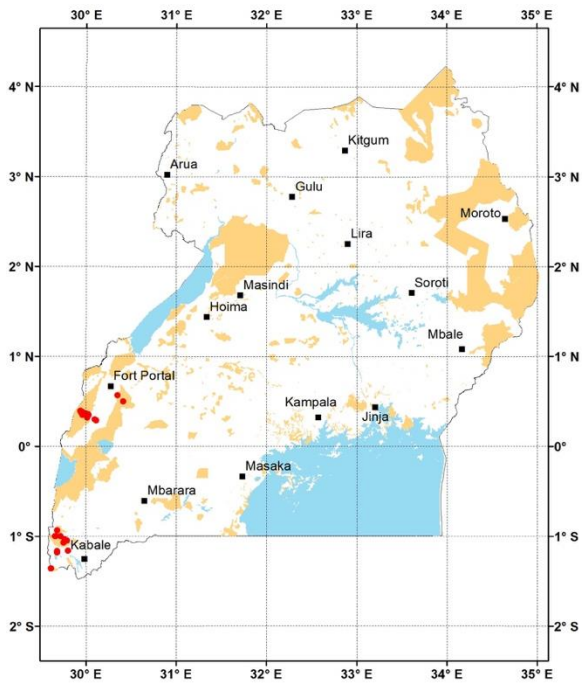 30° E 31° E 32° E 33° E 34° E 35° E
4° N 4° N
Kitgum
Arua
3° N 3° N
Gulu
Moroto
Lira
2° N 2° N
Masindi
Soroti
Hoima
Mbale
1° N 1° N
Fort Portal
Kampala
Jinja
0° 0°
Masaka
Mbarara
1° S 1° S
Kabale
2° S 2° S
30° E 31° E 32° E 33° E 34° E 35° E